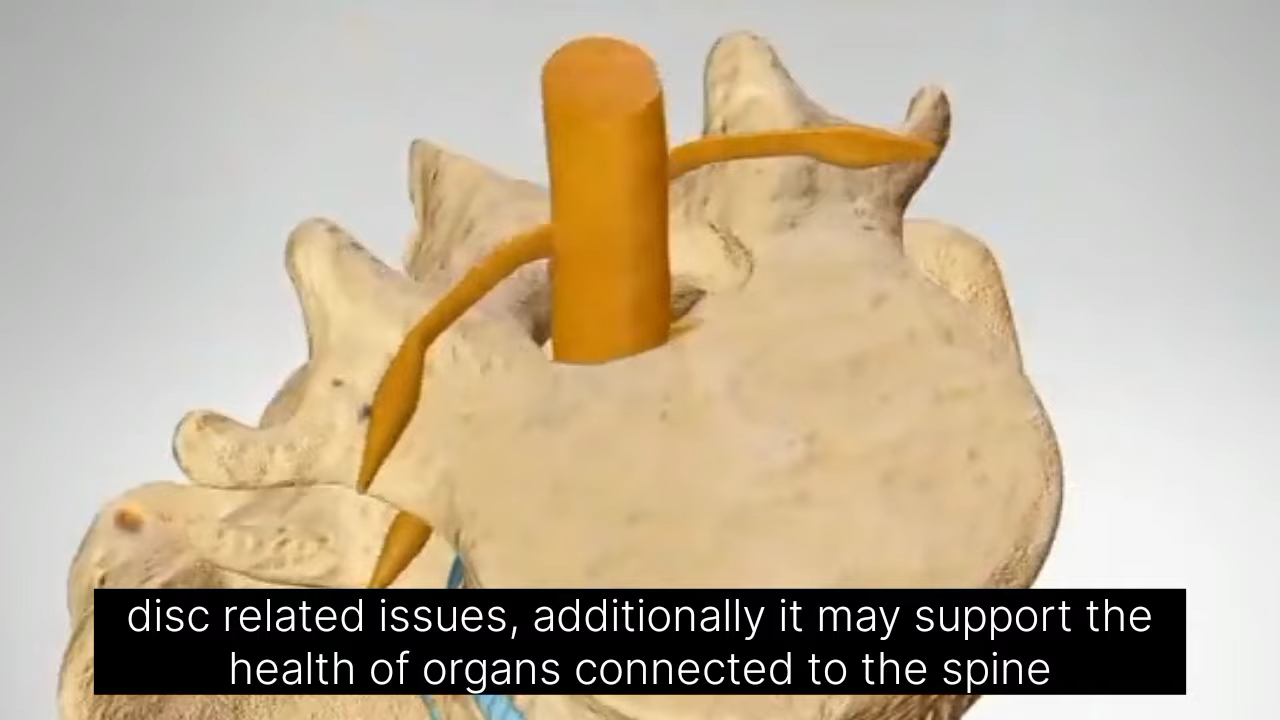 disc related issues, additionally it may support the
health of organs connected to the spine